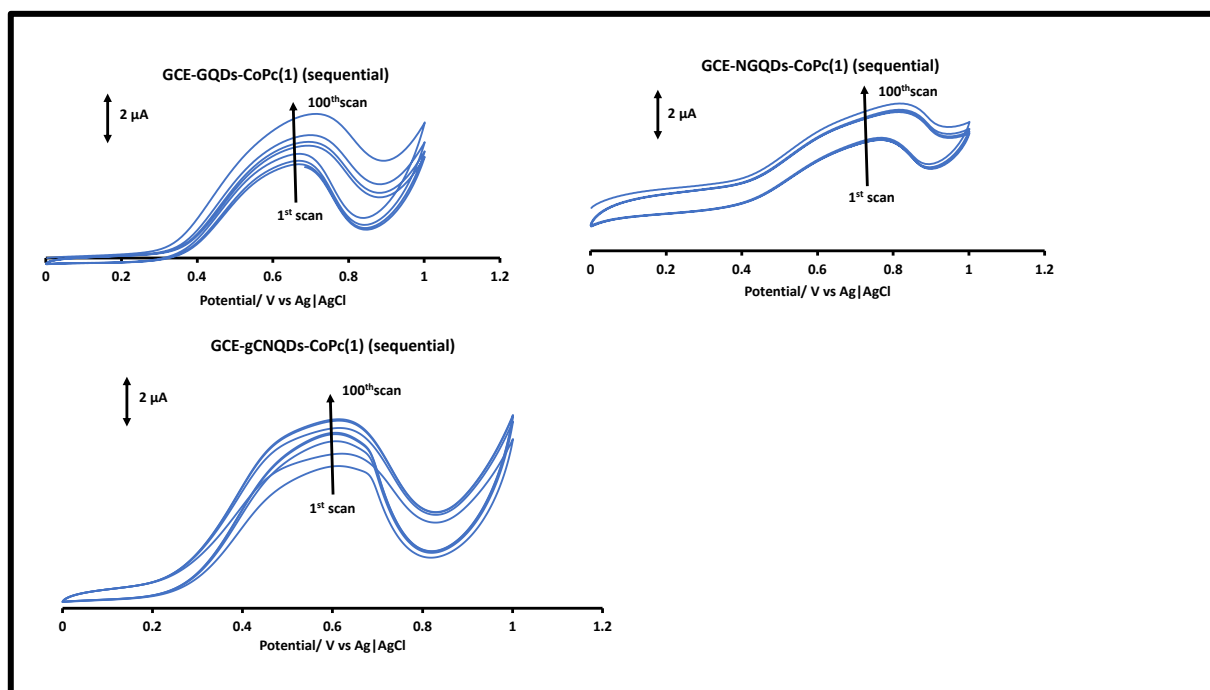 GCE-GQDs-CoPc(1) (sequential)
2 µA
100thscan
1st scan
0 0.2 0.4 0.6 0.8 1 1.2
Potential/ V vs Ag|AgCl
GCE-NGQDs-CoPc(1) (sequential)
2 µA
100thscan
1st scan
0 0.2 0.4 0.6 0.8 1 1.2
Potential/ V vs Ag|AgCl
GCE-gCNQDs-CoPc(1) (sequential)
2 µA
100thscan
1st scan
0 0.2 0.4 0.6 0.8 1 1.2
Potential/ V vs Ag|AgCl